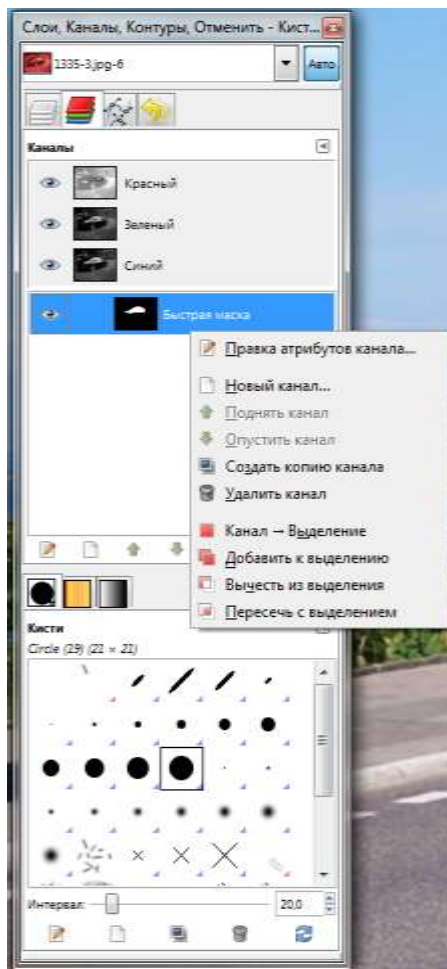 Слои, Каналы, Контуры, Отменить - Кист...
1335-3.jpg-6
Авто
Каналы
Красный
Зеленый
Синий
Быстрая маска
Правка атрибутов канала...
Новый канал...
Поднять канал
Опустить канал
Создать копию канала
Удалить канал
Канал → Выделение
Добавить к выделению
Вычесть из выделения
Пересечь с выделением
Кисти
Circle (19) (21 × 21)
Интервал:
20,0